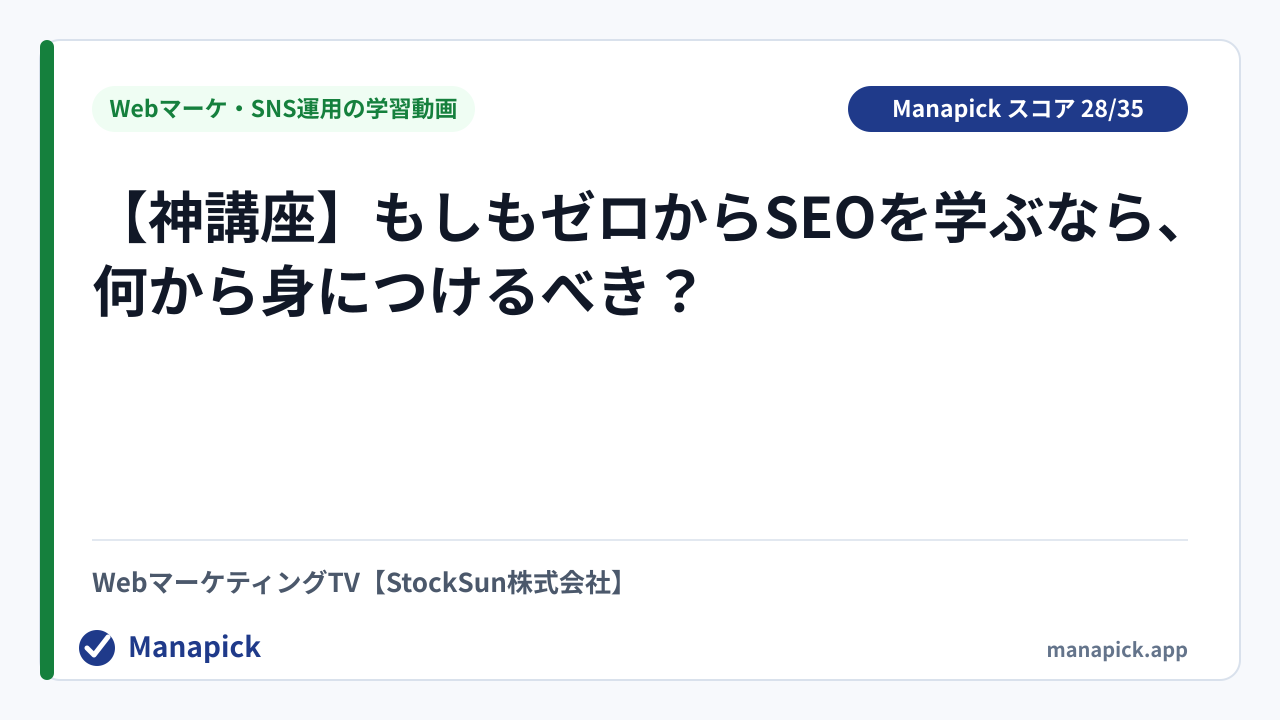 Webマーケ・SNS運用の学習動画
Manapick スコア 28/35
【神講座】もしもゼロからSEOを学ぶなら、
何から身につけるべき？
WebマーケティングTV【StockSun株式会社】
Manapick
manapick.app